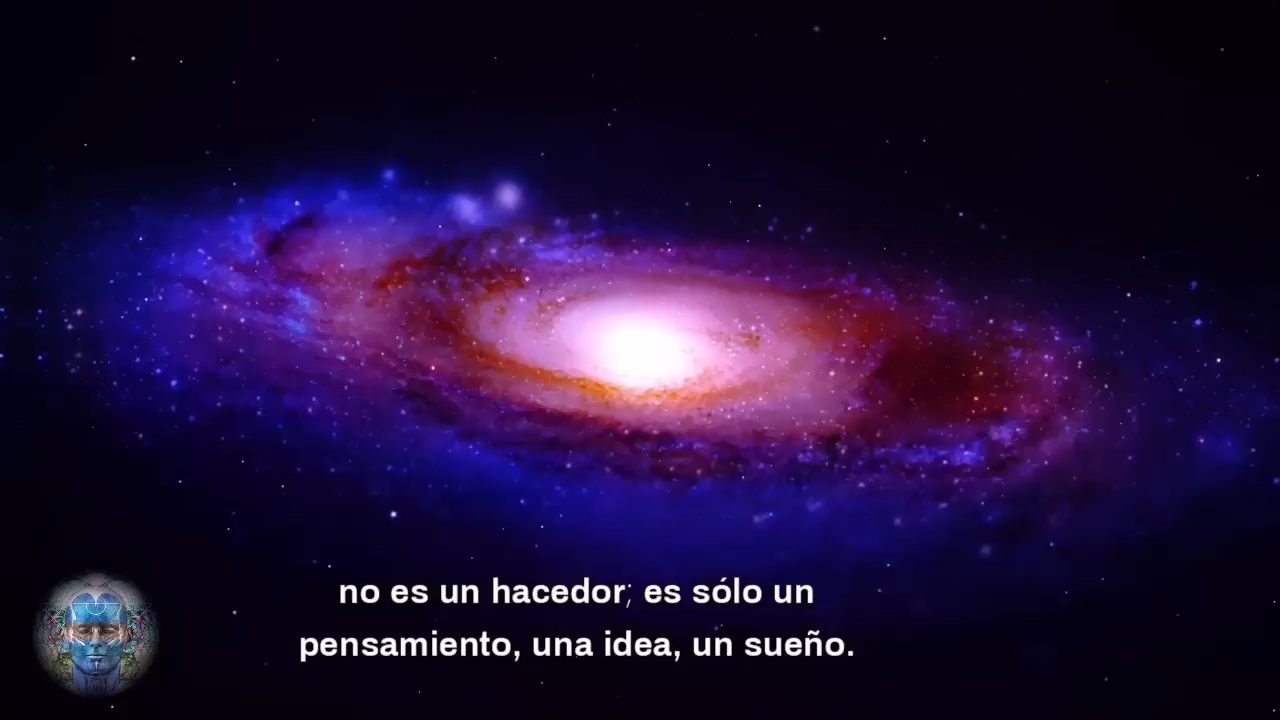 no es un hacedor; es sólo un
pensamiento, una idea, un sueño.